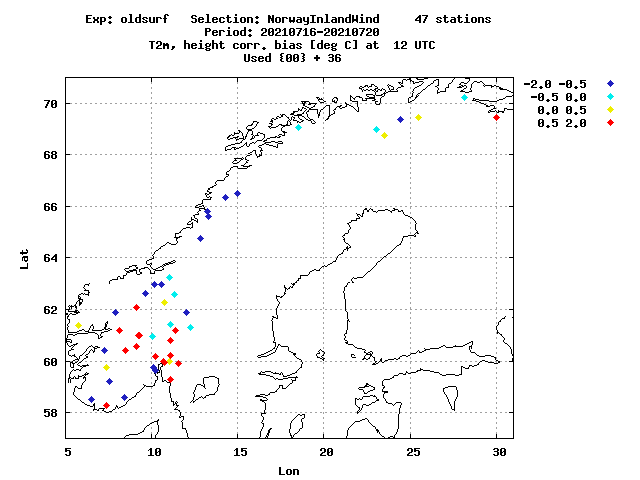 Exp: oldsurf   Selection: NorwayInlandWind     47 stations
Period: 20210716-20210720
T2m, height corr. bias [deg C] at  12 UTC
Used {00} + 36
-2.0 -0.5
-0.5 0.0
0.0 0.5
0.5 2.0
70
68
66
64
62
60
58
Lat
5 10 15 20 25 30
Lon